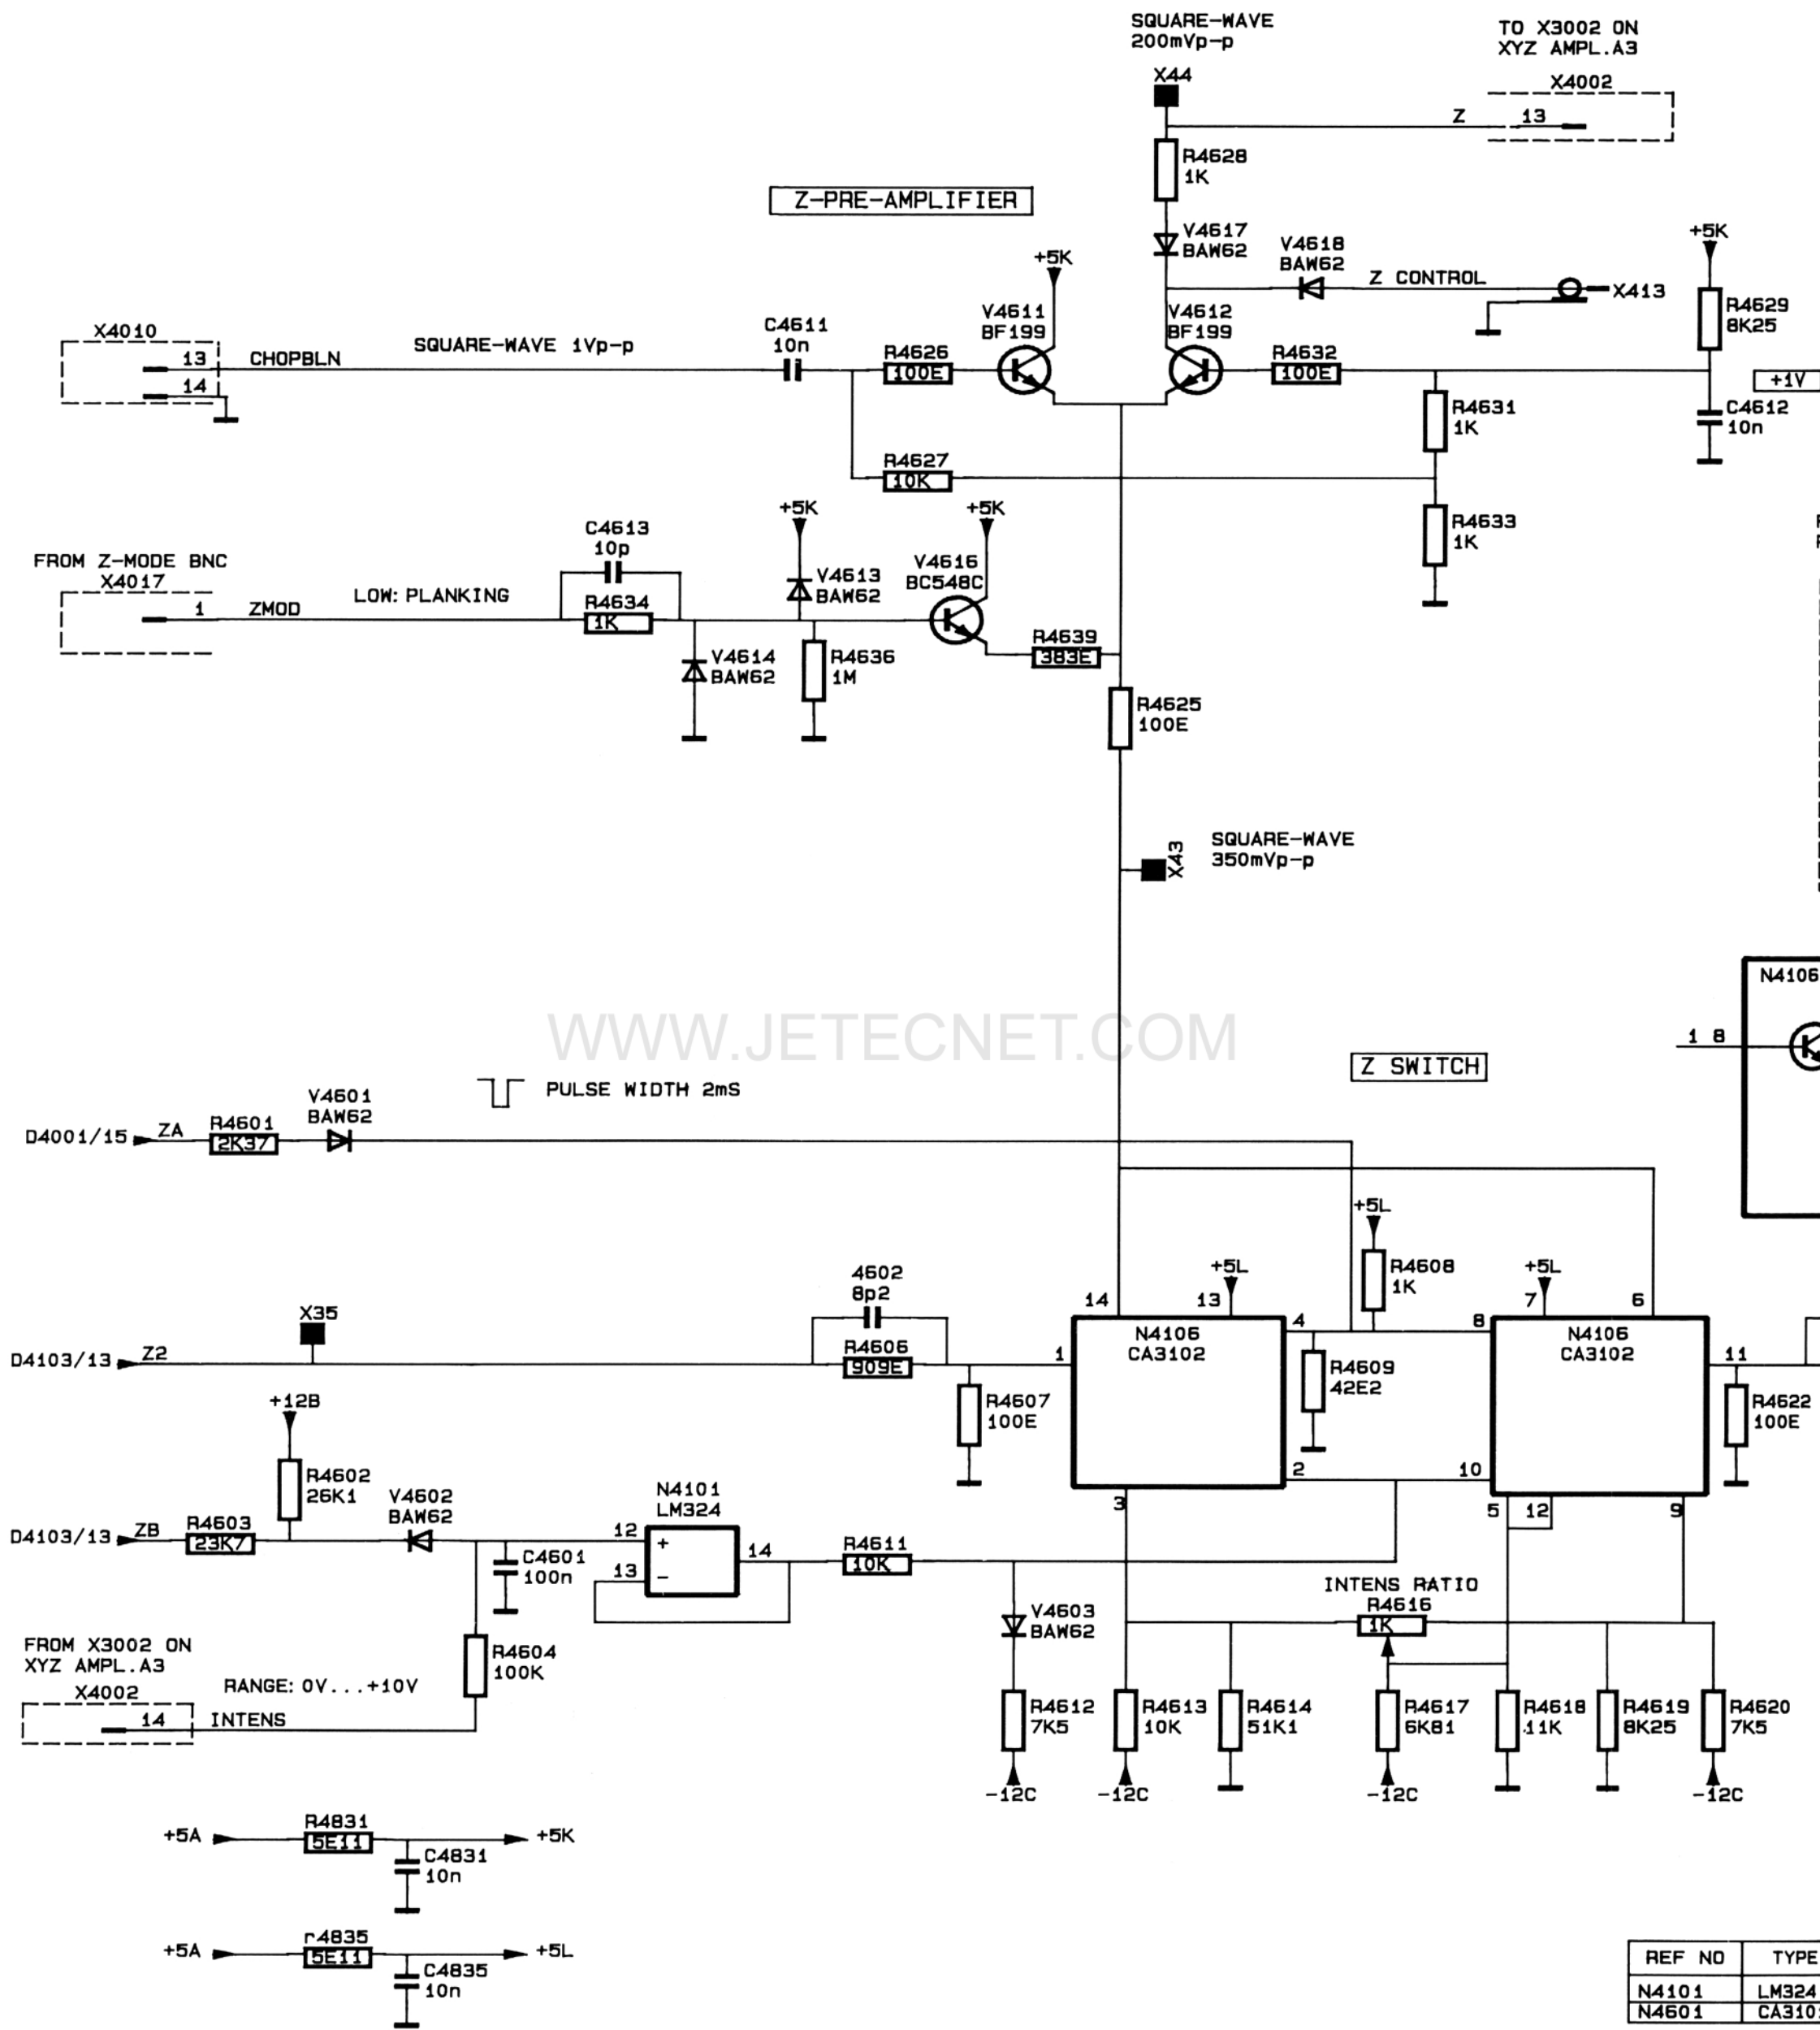 SQUARE-WAVE
200mVp-p
TO X3002 ON
XYZ AMPL.A3
X44
X4002
Z 13
R4628
1K
Z-PRE-AMPLIFIER
V4617
BAW62
V4618
BAW62
Z CONTROL
X413
+5K
+5K
R4629
8K25
X4010
13 CHOPBLN
14
SQUARE-WAVE 1Vp-p
C4611
10n
R4626
100E
V4611
BF199
V4612
BF199
R4632
100E
+1V
R4631
1K
C4612
10n
R4627
10K
R4633
1K
FROM Z-MODE BNC
X4017
1 ZMOD
LOW: PLANKING
C4613
10p
R4634
1K
+5K
V4613
BAW62
+5K
V4616
BC548C
V4614
BAW62
R4636
1M
R4639
383E
R4625
100E
X43
SQUARE-WAVE
350mVp-p
N4106
1 8
WWW.JETECNET.COM
Z SWITCH
PULSE WIDTH 2mS
D4001/15 ZA
R4601
2K37
V4601
BAW62
+5L
R4608
1K
X35
D4103/13 Z2
4602
8p2
R4606
909E
R4607
100E
14 13 +5L
N4106
CA3102
1 4
2
3
R4609
42E2
+5L
7 6
N4106
CA3102
8 11
10
5 12 9
R4622
100E
+12B
R4602
26K1
D4103/13 ZB
R4603
23K7
V4602
BAW62
C4601
100n
N4101
LM324
12 +
13 -
14
R4611
10K
V4603
BAW62
INTENS RATIO
R4616
1K
FROM X3002 ON
XYZ AMPL.A3
X4002
14 INTENS
RANGE: 0V...+10V
R4604
100K
R4612
7K5
R4613
10K
R4614
51K1
R4617
6K81
R4618
11K
R4619
8K25
R4620
7K5
-12C
-12C
-12C
-12C
+5A
R4831
5E11
+5K
C4831
10n
+5A
r4835
5E11
+5L
C4835
10n
REF NO TYPE
N4101 LM324
N4601